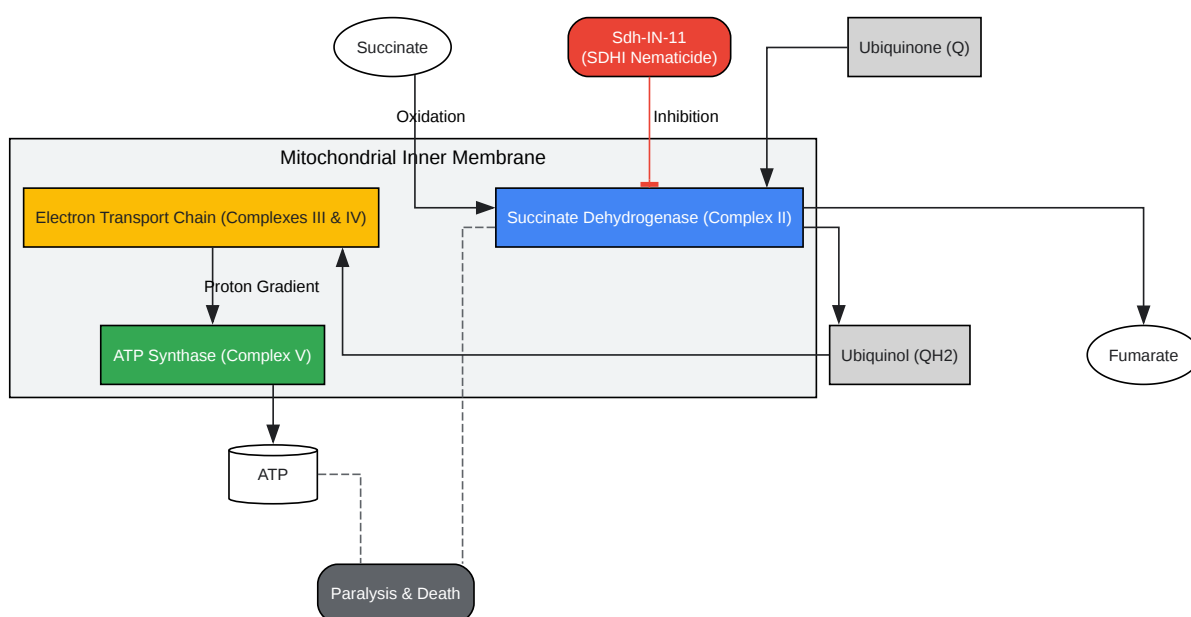 Succinate
Sdh-IN-11
(SDHI Nematicide)
Ubiquinone (Q)
Oxidation
Inhibition
Mitochondrial Inner Membrane
Electron Transport Chain (Complexes III & IV)
Succinate Dehydrogenase (Complex II)
Proton Gradient
ATP Synthase (Complex V)
Ubiquinol (QH2)
Fumarate
ATP
Paralysis & Death